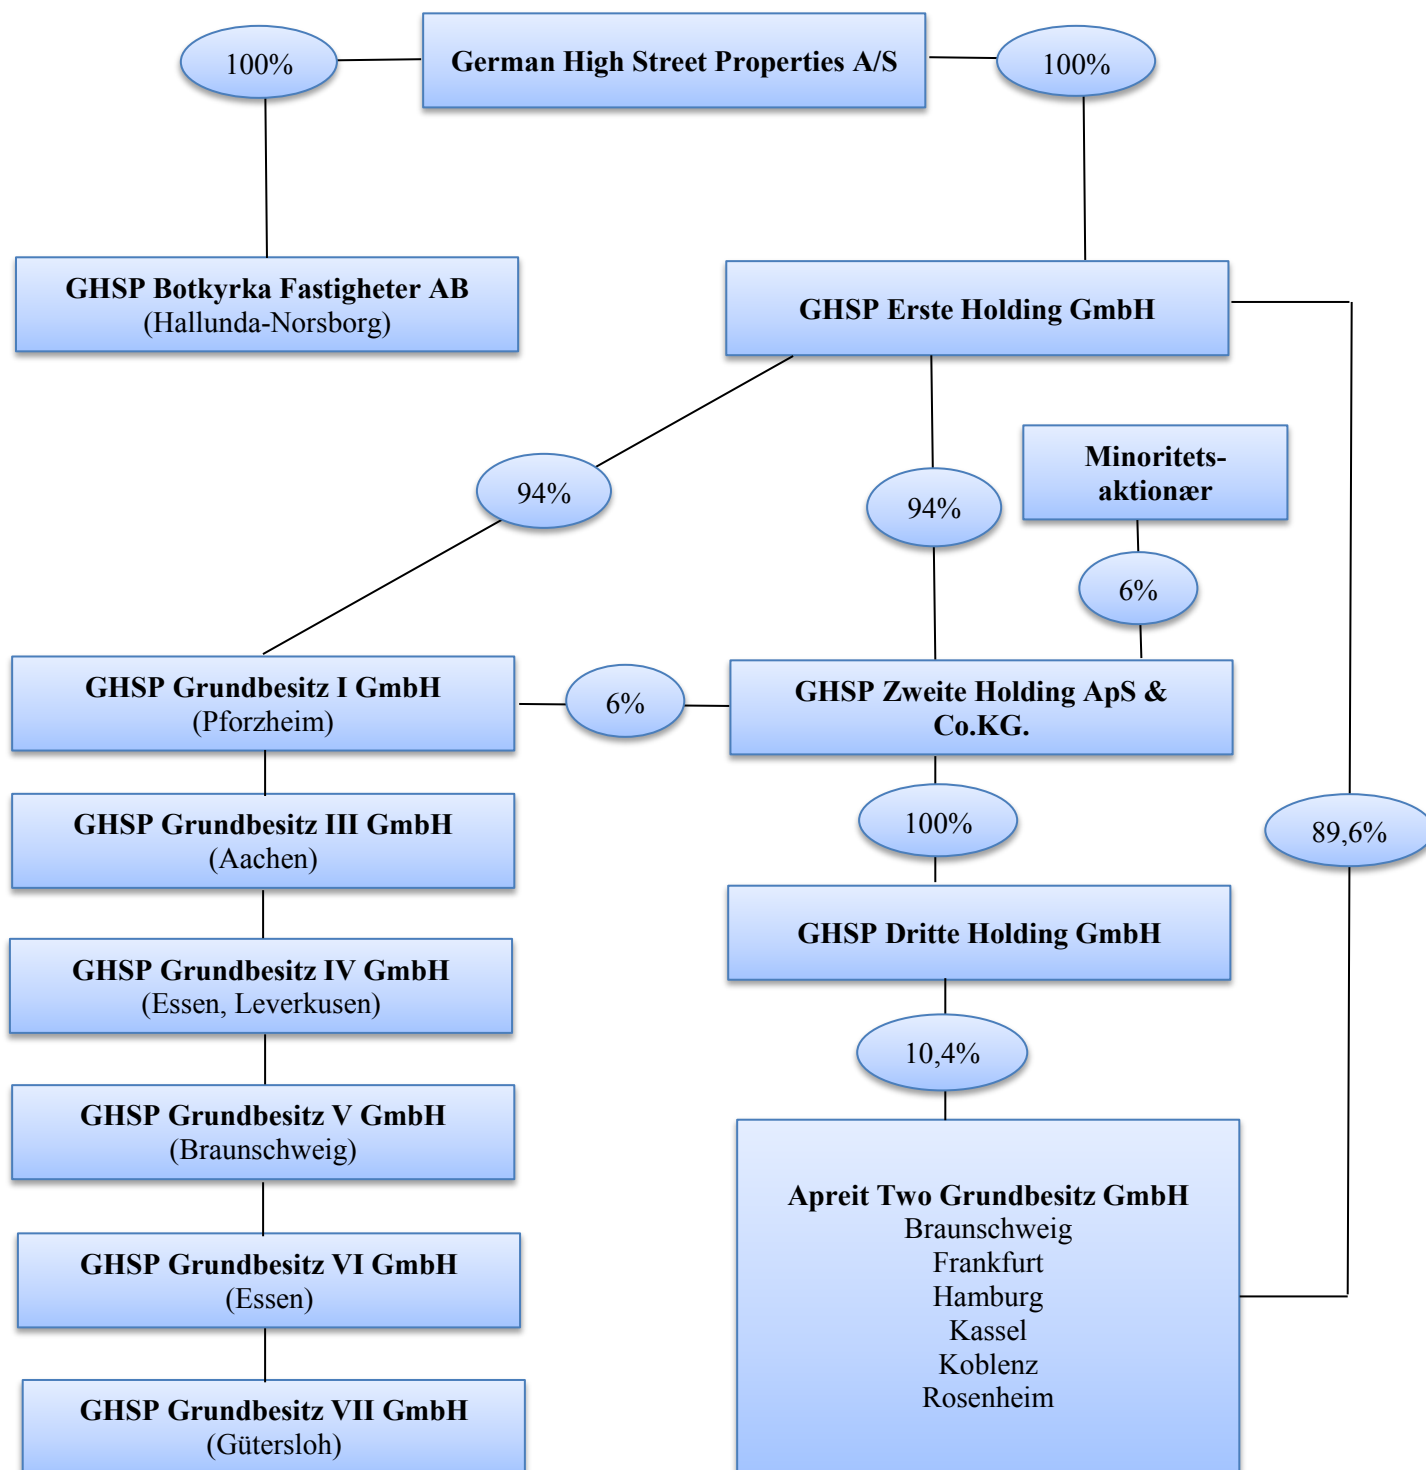 100%
German High Street Properties A/S
100%
GHSP Botkyrka Fastigheter AB
(Hallunda-Norsborg)
GHSP Erste Holding GmbH
94%
94%
Minoritets-
aktionær
6%
GHSP Grundbesitz I GmbH
(Pforzheim)
6%
GHSP Zweite Holding ApS &
Co.KG.
GHSP Grundbesitz III GmbH
(Aachen)
100%
89,6%
GHSP Dritte Holding GmbH
GHSP Grundbesitz IV GmbH
(Essen, Leverkusen)
10,4%
GHSP Grundbesitz V GmbH
(Braunschweig)
Apreit Two Grundbesitz GmbH
Braunschweig
Frankfurt
Hamburg
Kassel
Koblenz
Rosenheim
GHSP Grundbesitz VI GmbH
(Essen)
GHSP Grundbesitz VII GmbH
(Gütersloh)